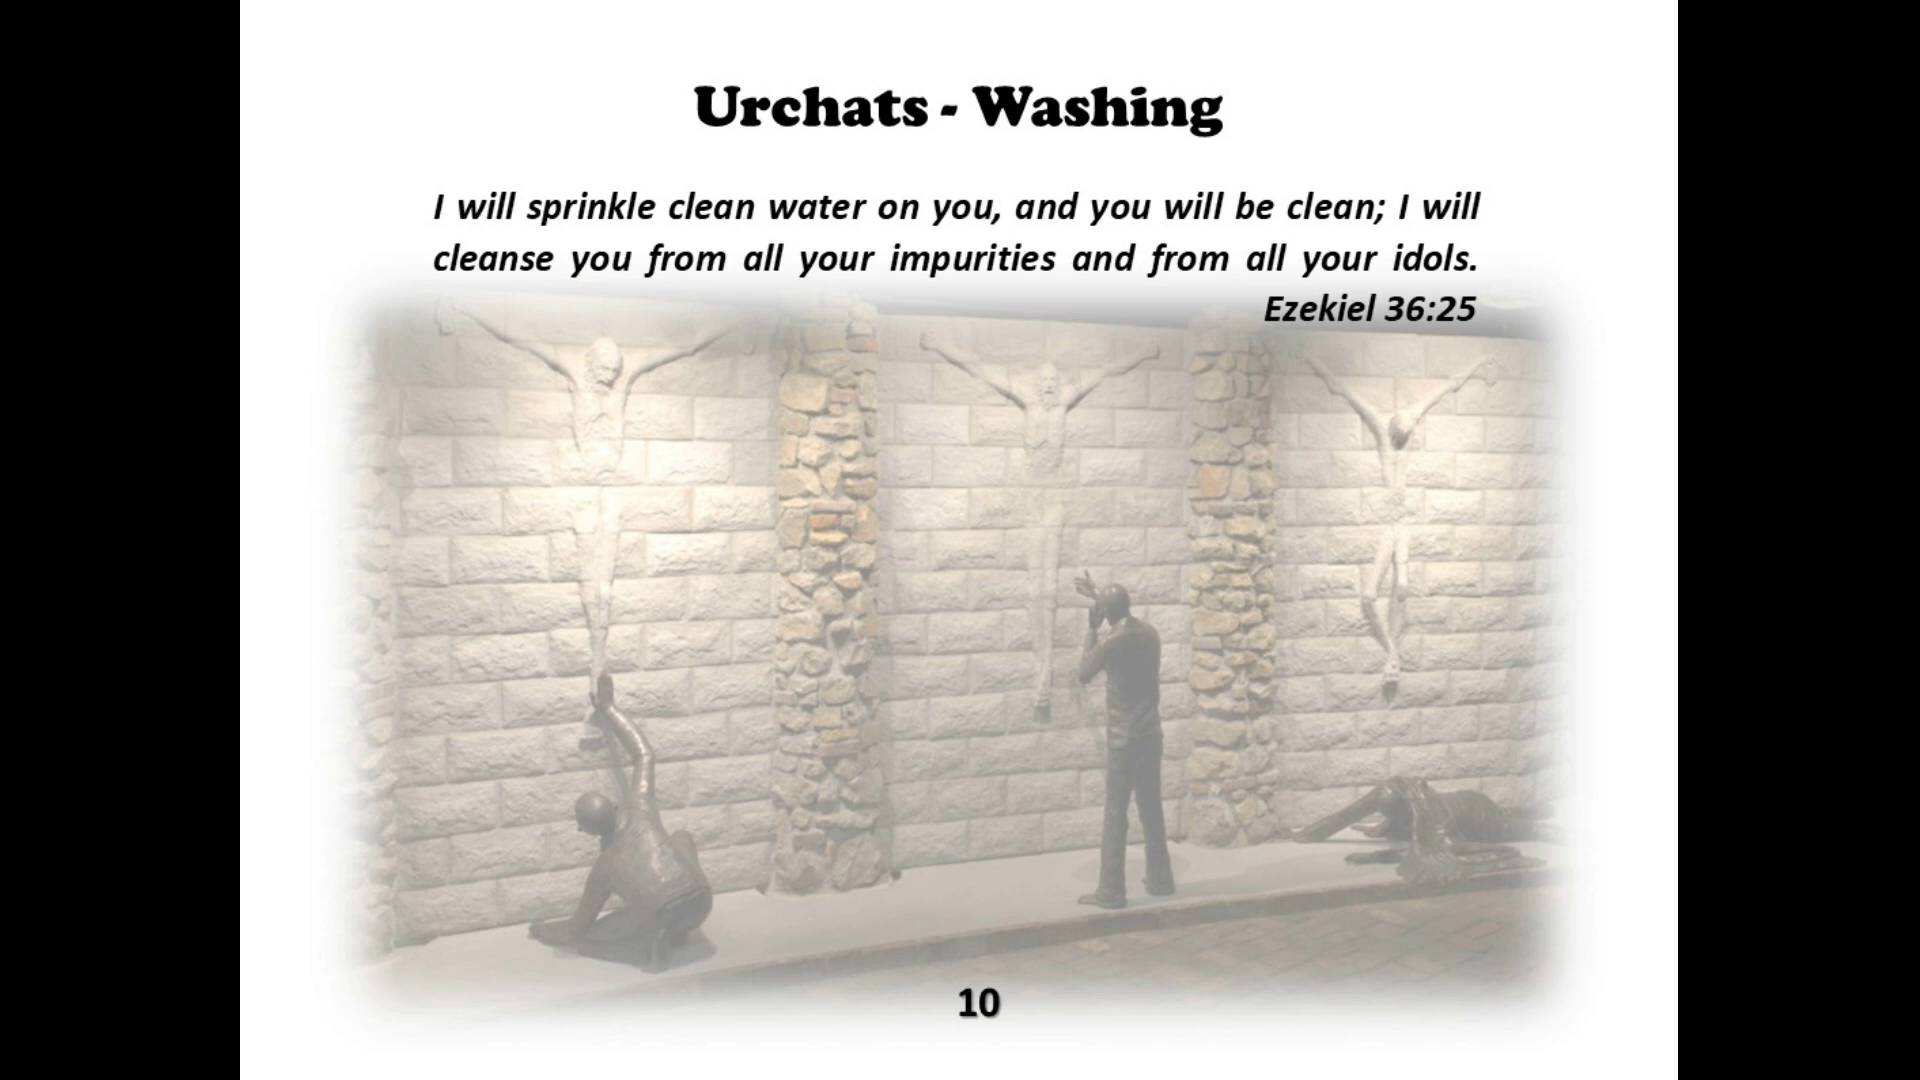 Urchats - Washing
I will sprinkle clean water on you, and you will be clean; I will
cleanse you from all your impurities and from all your idols.
Ezekiel 36:25
10